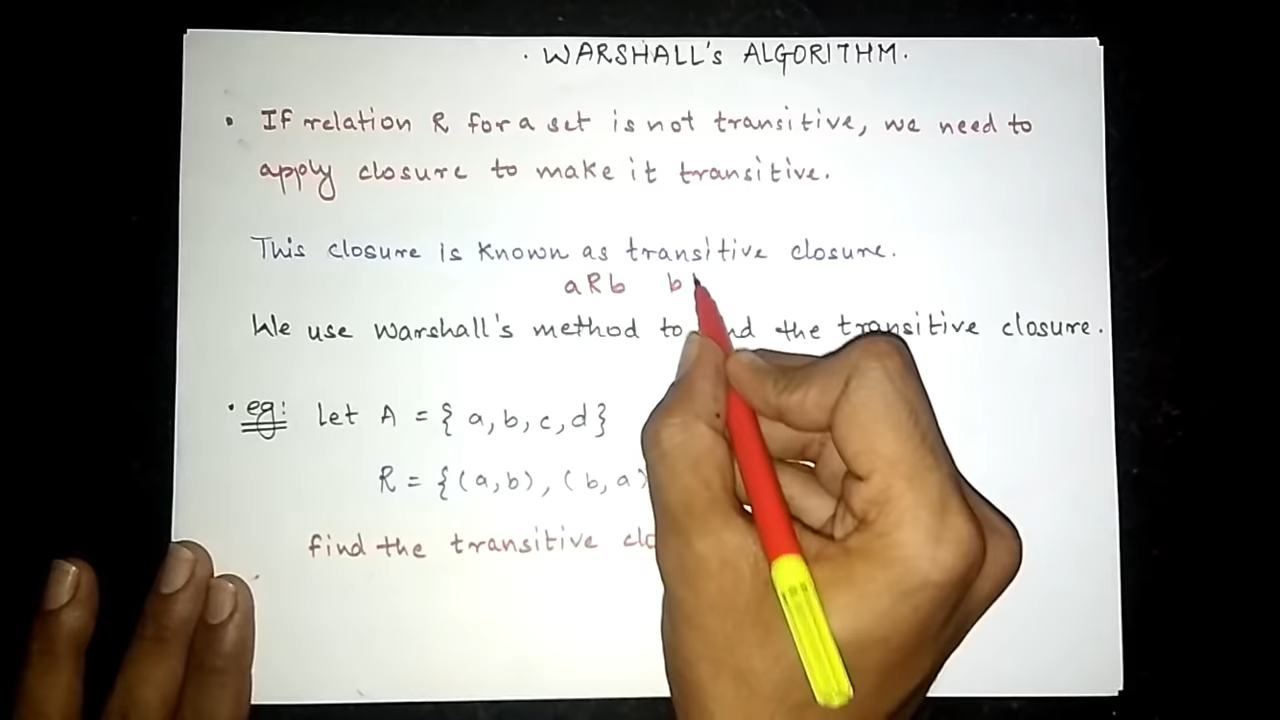 · WARSHALL'S ALGORITHM.
• If relation R for a set is not transitive, we need to
apply closure to make it transitive.
This closure is known as transitive closure.
aRb b
We use Warshall's method to the transitive closure.
• eg: Let A = { a, b, c, d }
R = {(a, b), (b, a)
find the transitive